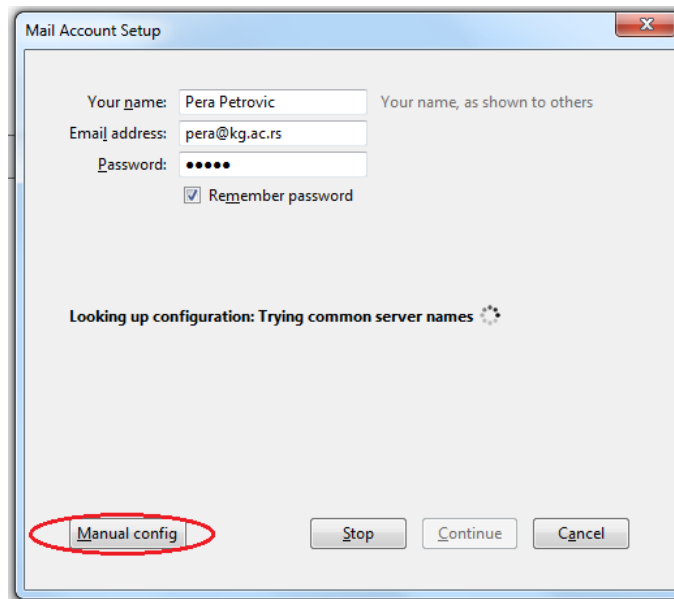 Mail Account Setup
Your name: Pera Petrovic Your name, as shown to others
Email address: pera@kg.ac.rs
Password: •••••
Remember password
Looking up configuration: Trying common server names
Manual config Stop Continue Cancel